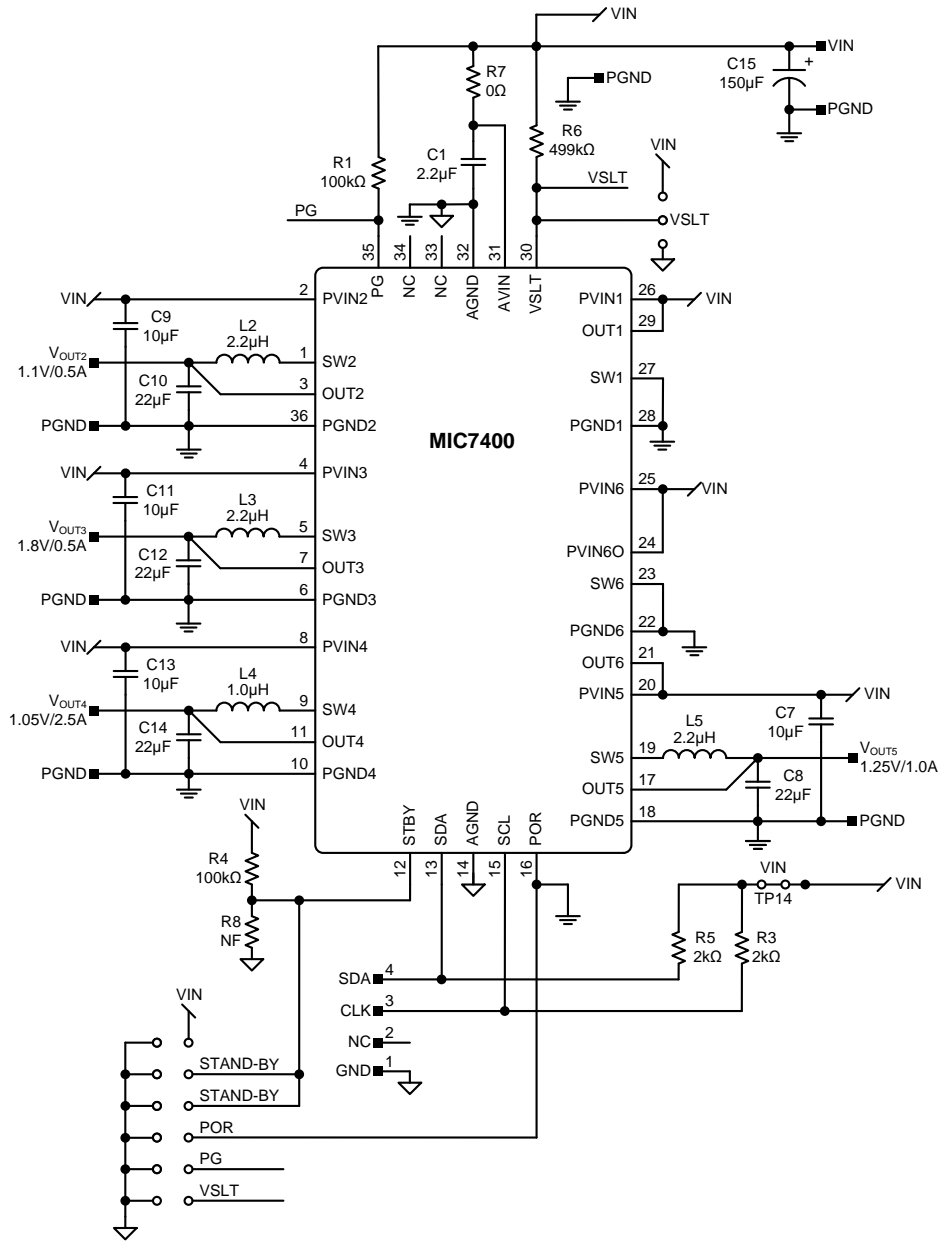 VIN
VIN
R7
0Ω
C15
150µF
+
PGND
PGND
R6
499kΩ
VIN
R1
100kΩ
C1
2.2µF
VSLT
VSLT
PG
35
34
33
32
31
30
PG
NC
NC
AGND
AVIN
VSLT
MIC7400
VIN
2
PVIN2
C9
10µF
L2
2.2µH
VOUT2
1.1V/0.5A
1
SW2
C10
22µF
3
OUT2
PGND
36
PGND2
VIN
4
PVIN3
C11
10µF
L3
2.2µH
VOUT3
1.8V/0.5A
5
SW3
C12
22µF
7
OUT3
PGND
6
PGND3
VIN
8
PVIN4
C13
10µF
L4
1.0µH
VOUT4
1.05V/2.5A
9
SW4
C14
22µF
11
OUT4
PGND
10
PGND4
PVIN1
26
VIN
OUT1
29
SW1
27
PGND1
28
PVIN6
25
VIN
PVIN6O
24
SW6
23
PGND6
22
OUT6
21
PVIN5
20
VIN
C7
10µF
L5
2.2µH
SW5
19
VOUT5
1.25V/1.0A
OUT5
17
C8
22µF
PGND5
18
PGND
STBY
SDA
AGND
SCL
POR
12
13
14
15
16
VIN
R4
100kΩ
R8
NF
VIN
TP14
VIN
R5
2kΩ
R3
2kΩ
SDA 4
CLK 3
NC 2
GND 1
VIN
STAND-BY
STAND-BY
POR
PG
VSLT